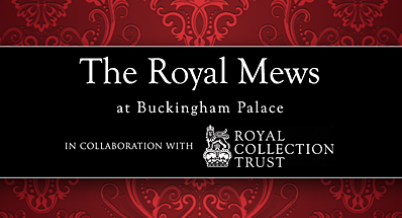 The Royal Mews
at Buckingham Palace
IN COLLABORATION WITH
ROYAL
COLLECTION
TRUST